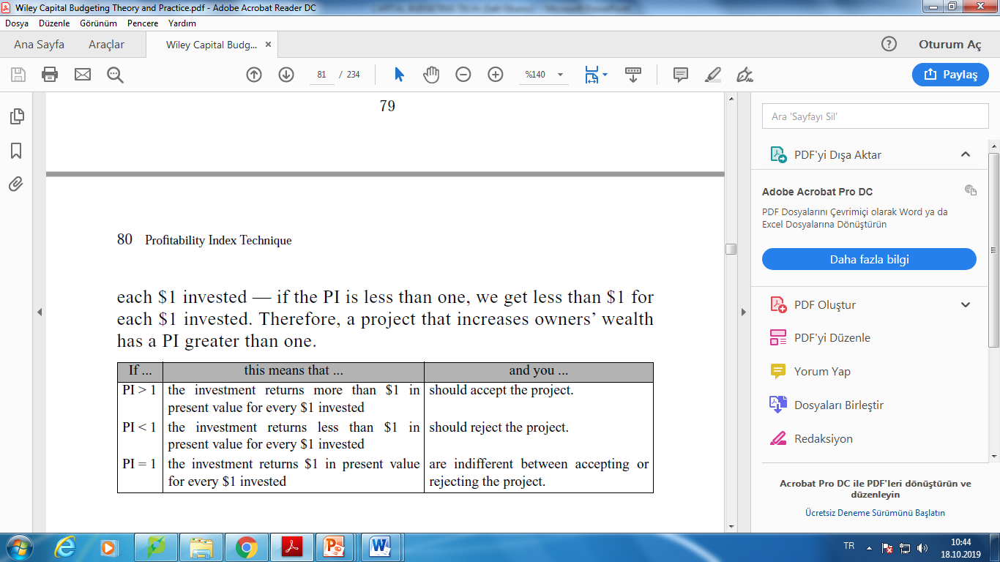 Wiley Capital Budgeting Theory and Practice.pdf - Adobe Acrobat Reader DC
Dosya Düzenle Görünüm Pencere Yardım
Ana Sayfa Araçlar Wiley Capital Budg... ×
? Oturum Aç
81 / 234
%140
Paylaş
79
80 Profitability Index Technique
each $1 invested — if the PI is less than one, we get less than $1 for
each $1 invested. Therefore, a project that increases owners' wealth
has a PI greater than one.
If ... this means that ... and you ...
PI > 1 the investment returns more than $1 in should accept the project.
present value for every $1 invested
PI < 1 the investment returns less than $1 in should reject the project.
present value for every $1 invested
PI = 1 the investment returns $1 in present value are indifferent between accepting or
for every $1 invested rejecting the project.
Ara 'Sayfayı Sil'
PDF'yi Dışa Aktar
Adobe Acrobat Pro DC
PDF Dosyalarını Çevrimiçi olarak Word ya da
Excel Dosyalarına Dönüştürün
Daha fazla bilgi
PDF Oluştur
PDF'yi Düzenle
Yorum Yap
Dosyaları Birleştir
Redaksiyon
Acrobat Pro DC ile PDF'leri dönüştürün ve
düzenleyin
Ücretsiz Deneme Sürümünü Başlatın
TR
10:44
18.10.2019